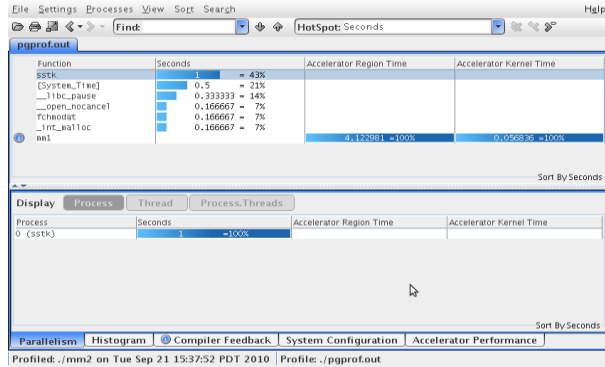 File Settings Processes View Sort Search Help
Find: HotSpot: Seconds
pgprof.out
Function Seconds Accelerator Region Time Accelerator Kernel Time
sstk 1 = 43%
[System_Time] 0.5 = 21%
__libc_pause 0.333333 = 14%
__open_nocancel 0.166667 = 7%
fchmodat 0.166667 = 7%
_int_malloc 0.166667 = 7%
mm1 4.122981 =100% 0.056836 =100%
Sort By Seconds
Display Process Thread Process.Threads
Process Seconds Accelerator Region Time Accelerator Kernel Time
0 (sstk) 1 =100%
Sort By Seconds
Parallelism Histogram Compiler Feedback System Configuration Accelerator Performance
Profiled: ./mm2 on Tue Sep 21 15:37:52 PDT 2010 Profile: ./pgprof.out